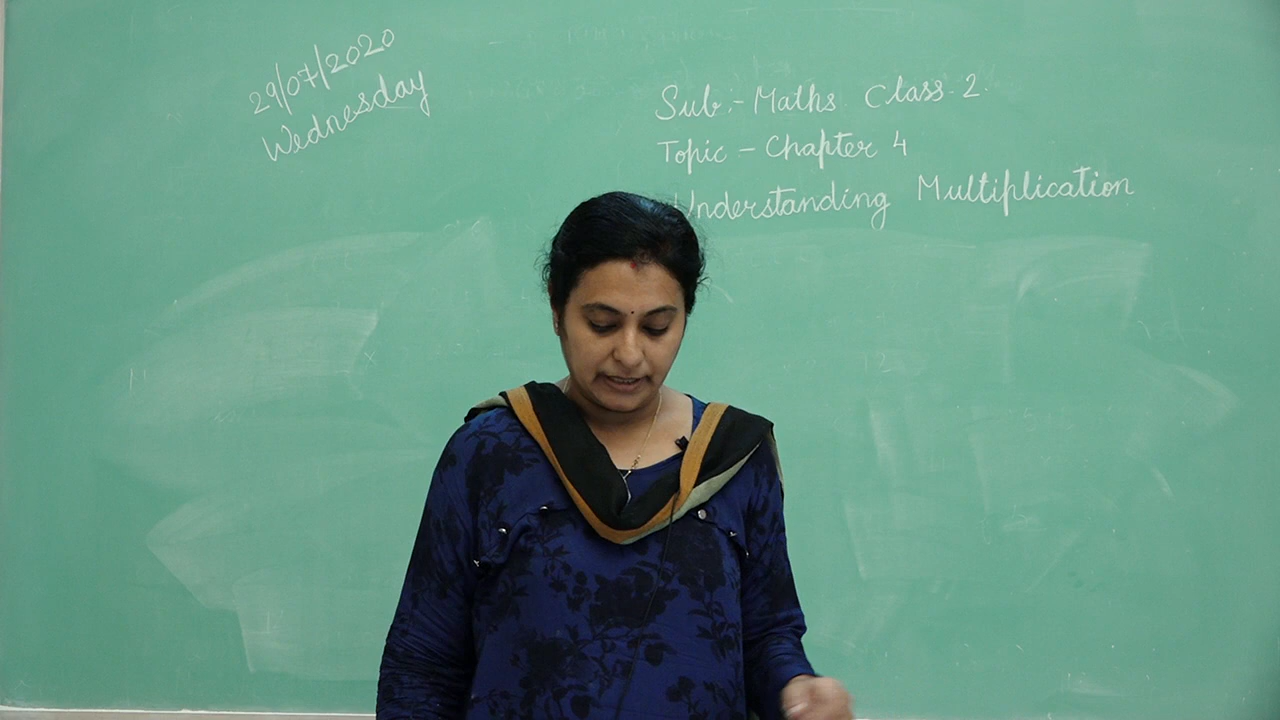 29/07/2020
Wednesday
Sub:- Maths Class-2.
Topic - Chapter 4
Understanding Multiplication